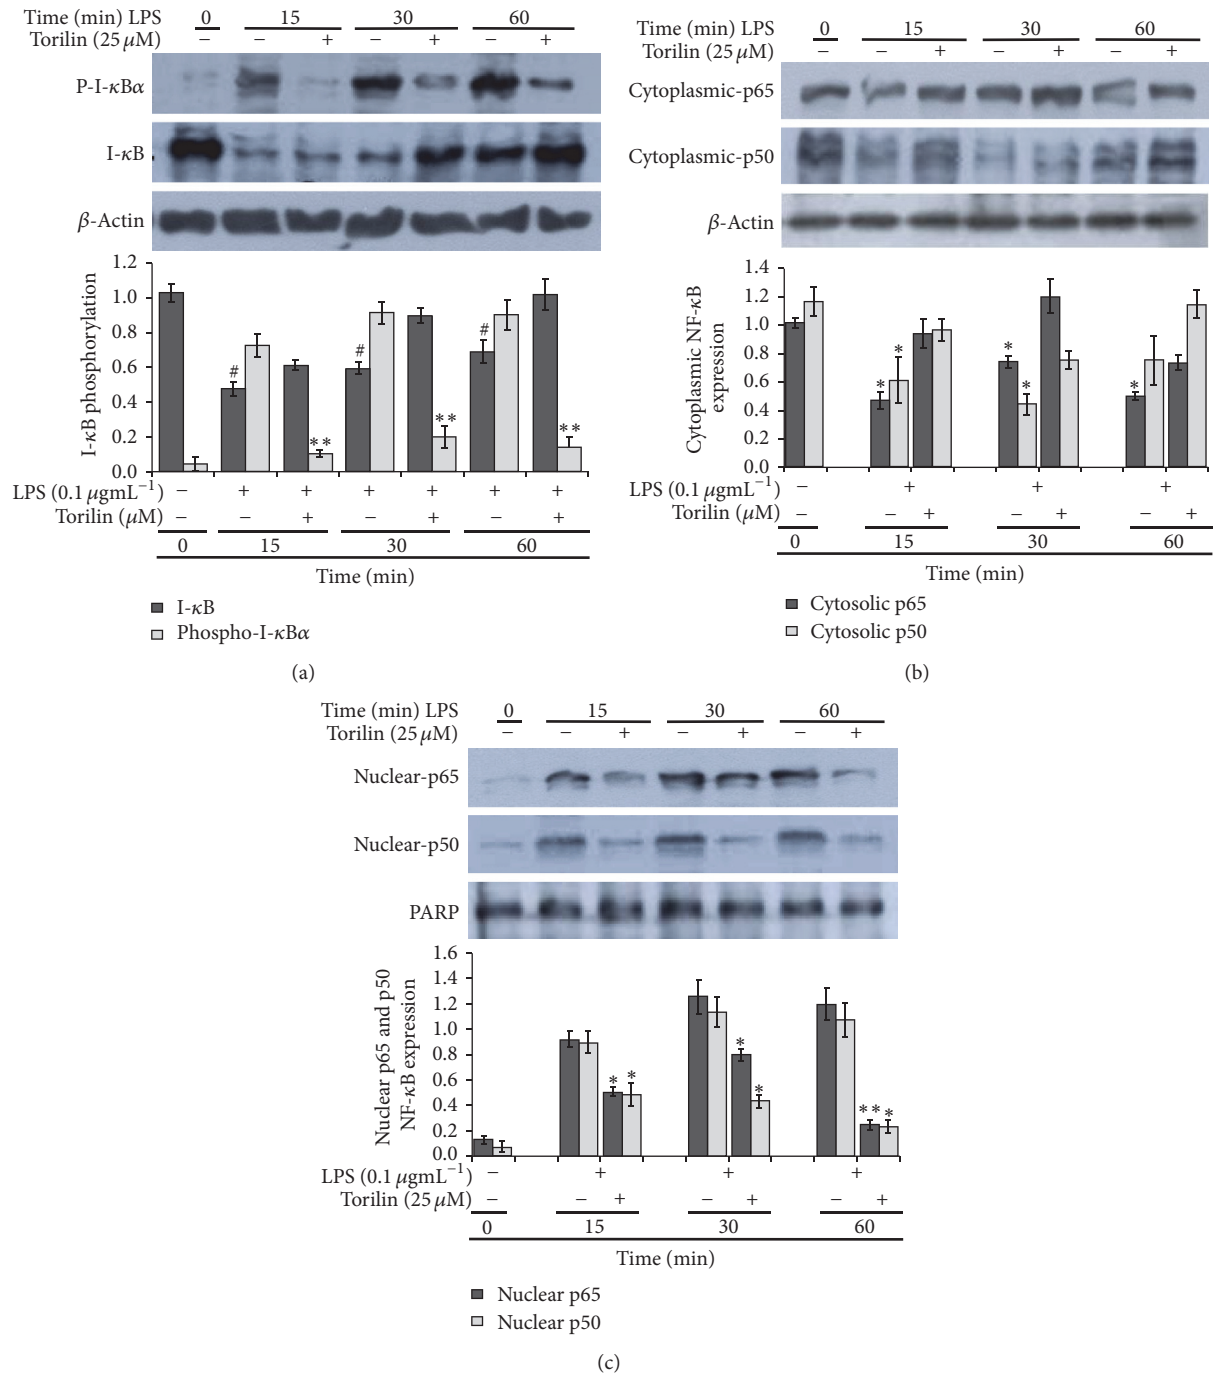 Time (min) LPS 0 15 30 60
Torilin (25 μM) − − + − + − +
P-I-κBα
I-κB
β-Actin
1.2
1.0
0.8
0.6
0.4
0.2
0.0
I-κB phosphorylation
# # # ** ** **
LPS (0.1 μgmL−1) − + + + + + +
Torilin (μM) − − + − + − +
0 15 30 60
Time (min)
I-κB
Phospho-I-κBα
(a)
Time (min) LPS 0 15 30 60
Torilin (25 μM) − − + − + − +
Cytoplasmic-p65
Cytoplasmic-p50
β-Actin
1.4
1.2
1.0
0.8
0.6
0.4
0.2
0.0
Cytoplasmic NF-κB
expression
* * * * *
LPS (0.1 μgmL−1) − + + +
Torilin (μM) − − + − + − +
0 15 30 60
Time (min)
Cytosolic p65
Cytosolic p50
(b)
Time (min) LPS 0 15 30 60
Torilin (25 μM) − − + − + − +
Nuclear-p65
Nuclear-p50
PARP
1.6
1.4
1.2
1.0
0.8
0.6
0.4
0.2
0.0
Nuclear p65 and p50
NF-κB expression
* * * * ** *
LPS (0.1 μgmL−1) − + + +
Torilin (25 μM) − − + − + − +
0 15 30 60
Time (min)
Nuclear p65
Nuclear p50
(c)